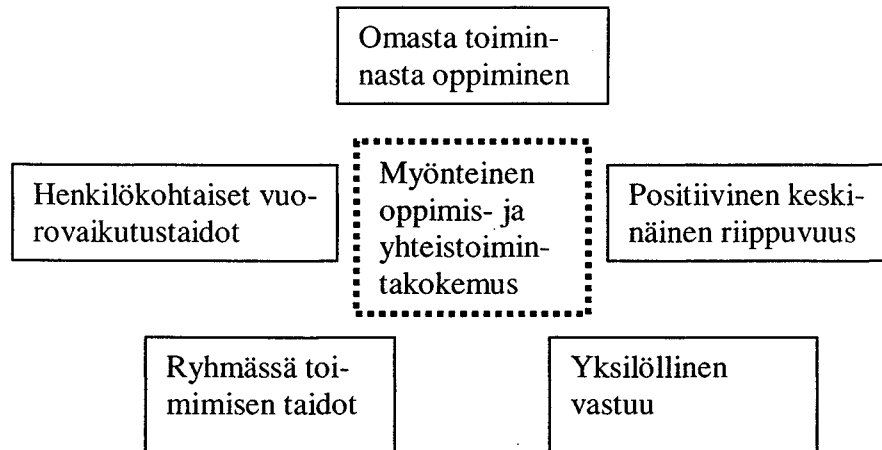 Omasta toimin-
nasta oppiminen
Henkilökohtaiset vuo-
rovaikutustaidot
Myönteinen
oppimis- ja
yhteistoimin-
takokemus
Positiivinen keski-
näinen riippuvuus
Ryhmässä toi-
mimisen taidot
Yksilöllinen
vastuu